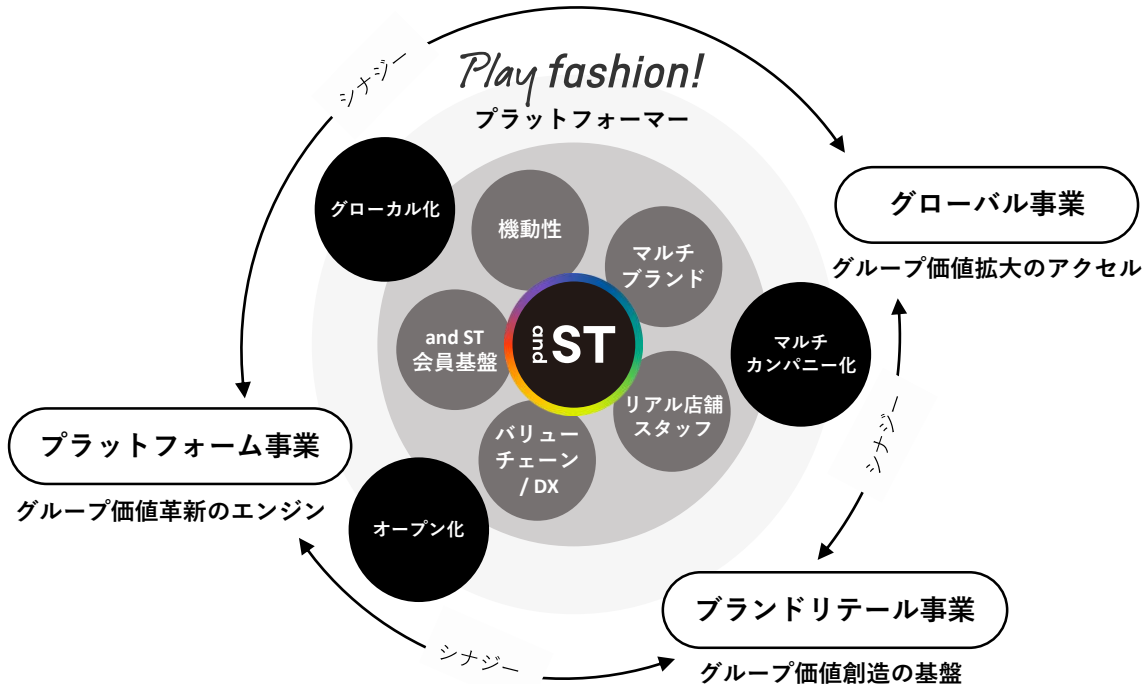 シナジー
Play fashion!
プラットフォーマー
グローカル化
機動性
マルチ
ブランド
グローバル事業
グループ価値拡大のアクセル
and ST
会員基盤
and ST
マルチ
カンパニー化
リアル店舗
スタッフ
バリュー
チェーン
/ DX
シナジー
プラットフォーム事業
グループ価値革新のエンジン
オープン化
シナジー
ブランドリテール事業
グループ価値創造の基盤